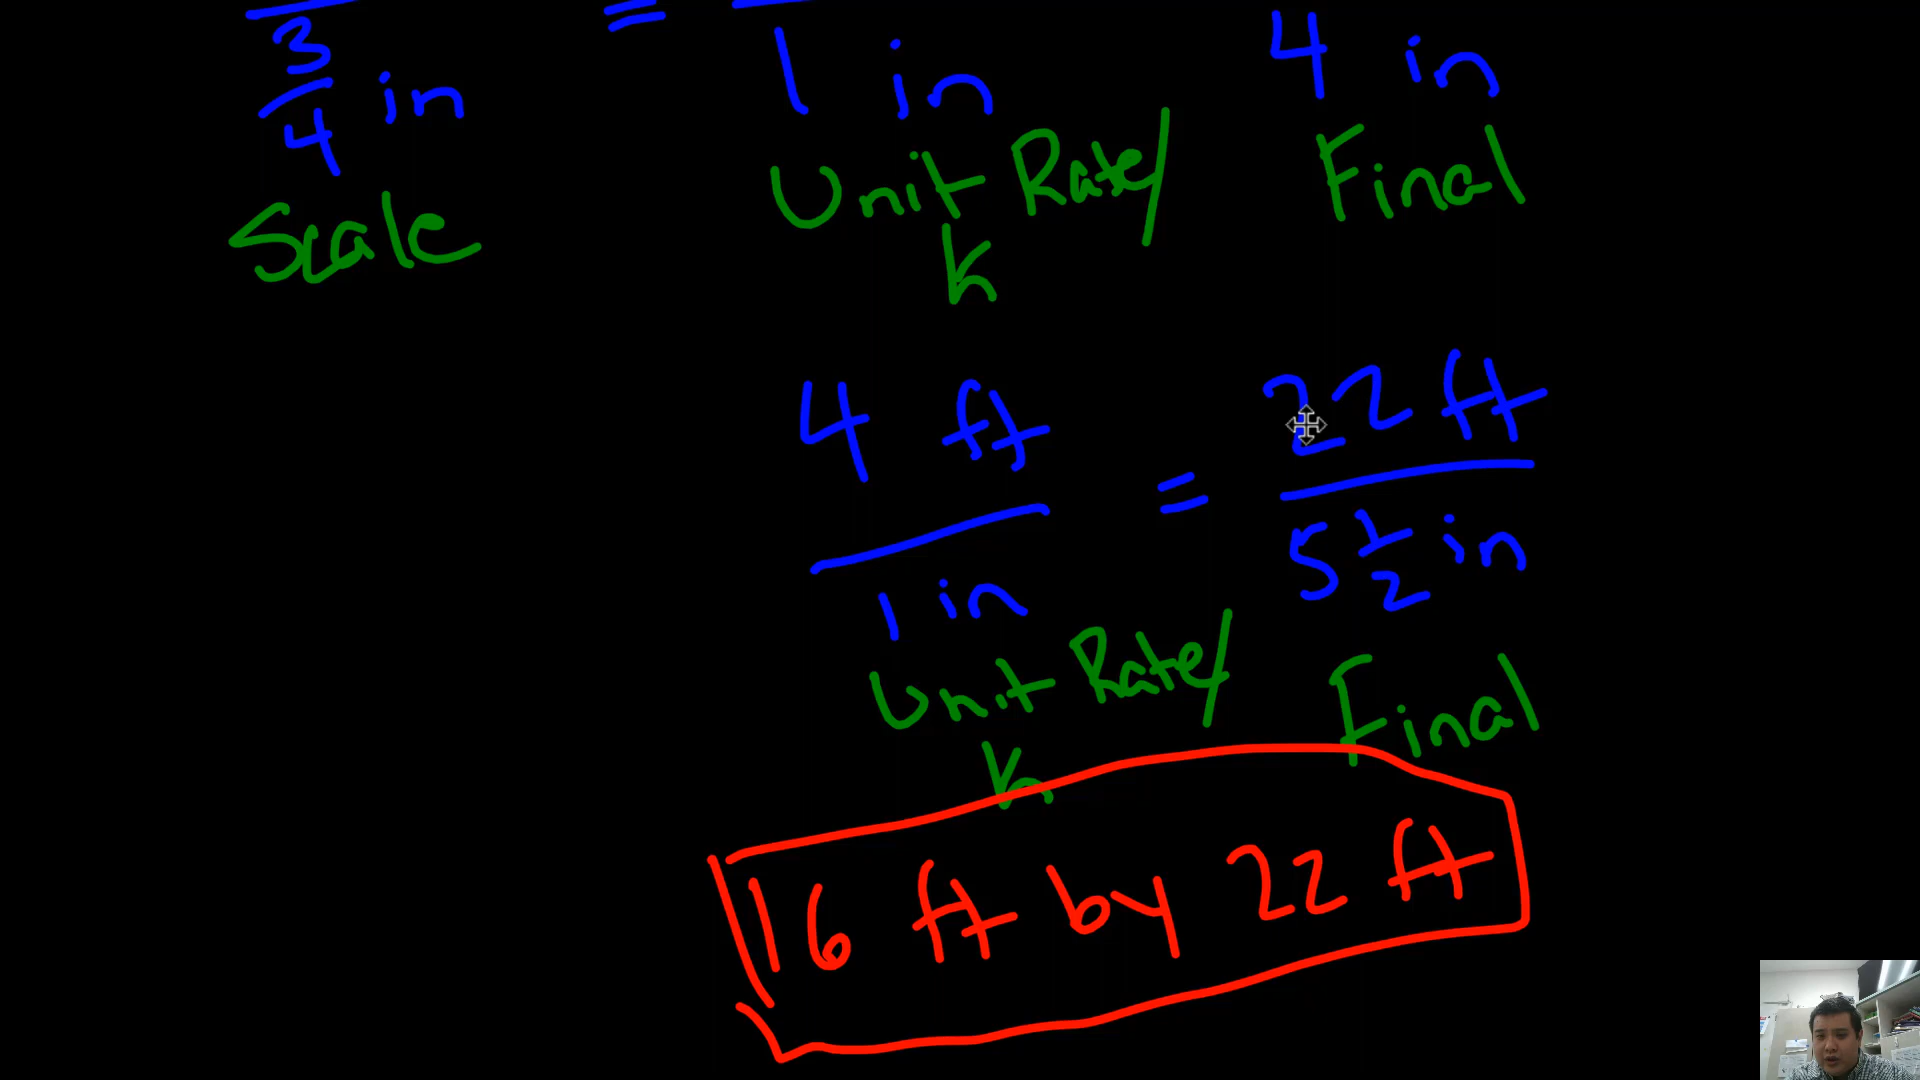 3/4 in = 1 in 4 in
Scale Unit Rate/ Final
k
4 ft / 1 in = 22 ft / 5 1/2 in
Unit Rate/ Final
k
16 ft by 22 ft